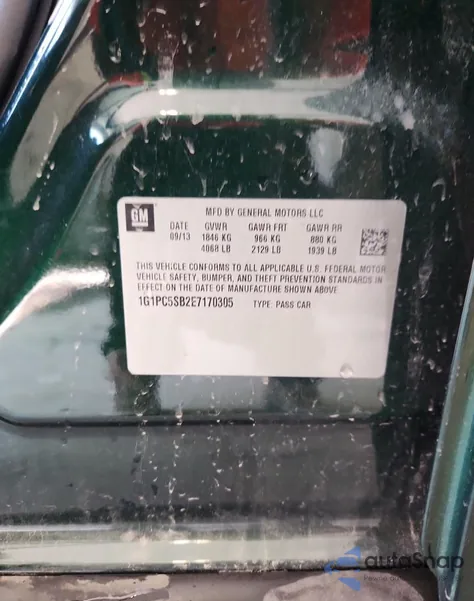 GM
MFD BY GENERAL MOTORS LLC
DATE GVWR GAWR FRT GAWR RR
09/13 1846 KG 966 KG 880 KG
4068 LB 2129 LB 1939 LB
THIS VEHICLE CONFORMS TO ALL APPLICABLE U.S. FEDERAL MOTOR
VEHICLE SAFETY, BUMPER, AND THEFT PREVENTION STANDARDS IN
EFFECT ON THE DATE OF MANUFACTURE SHOWN ABOVE
1G1PC5SB2E7170305 TYPE: PASS CAR
autoSnap